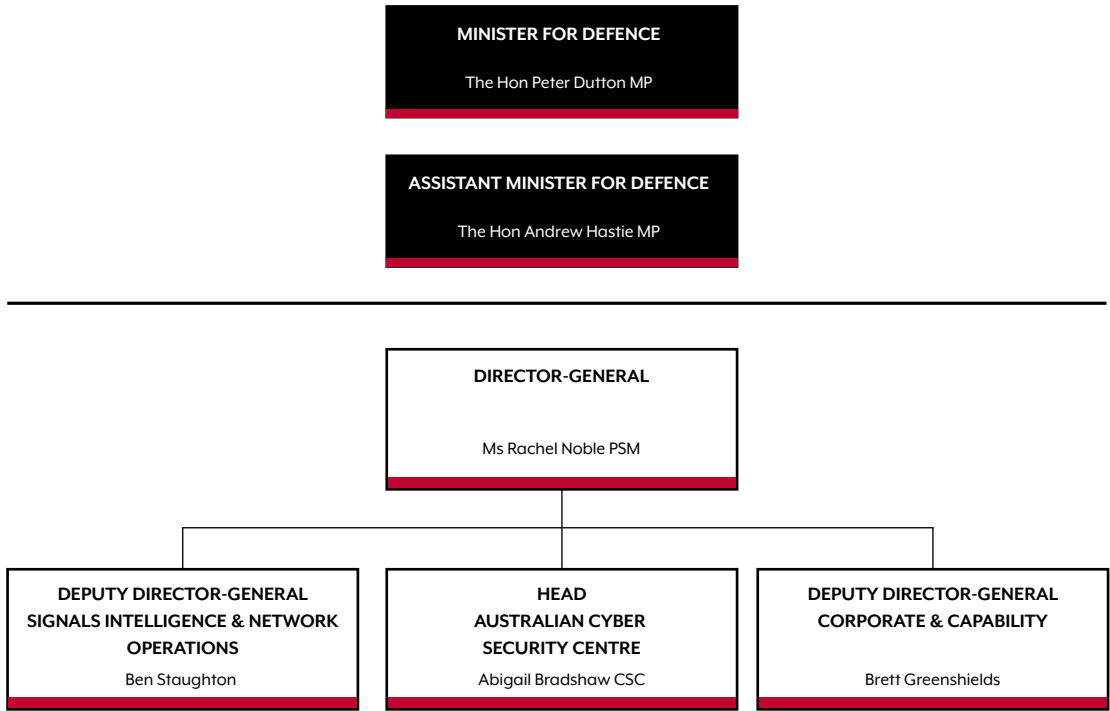 MINISTER FOR DEFENCE
The Hon Peter Dutton MP
ASSISTANT MINISTER FOR DEFENCE
The Hon Andrew Hastie MP
DIRECTOR-GENERAL
Ms Rachel Noble PSM
DEPUTY DIRECTOR-GENERAL
SIGNALS INTELLIGENCE & NETWORK
OPERATIONS
Ben Staughton
HEAD
AUSTRALIAN CYBER
SECURITY CENTRE
Abigail Bradshaw CSC
DEPUTY DIRECTOR-GENERAL
CORPORATE & CAPABILITY
Brett Greenshields